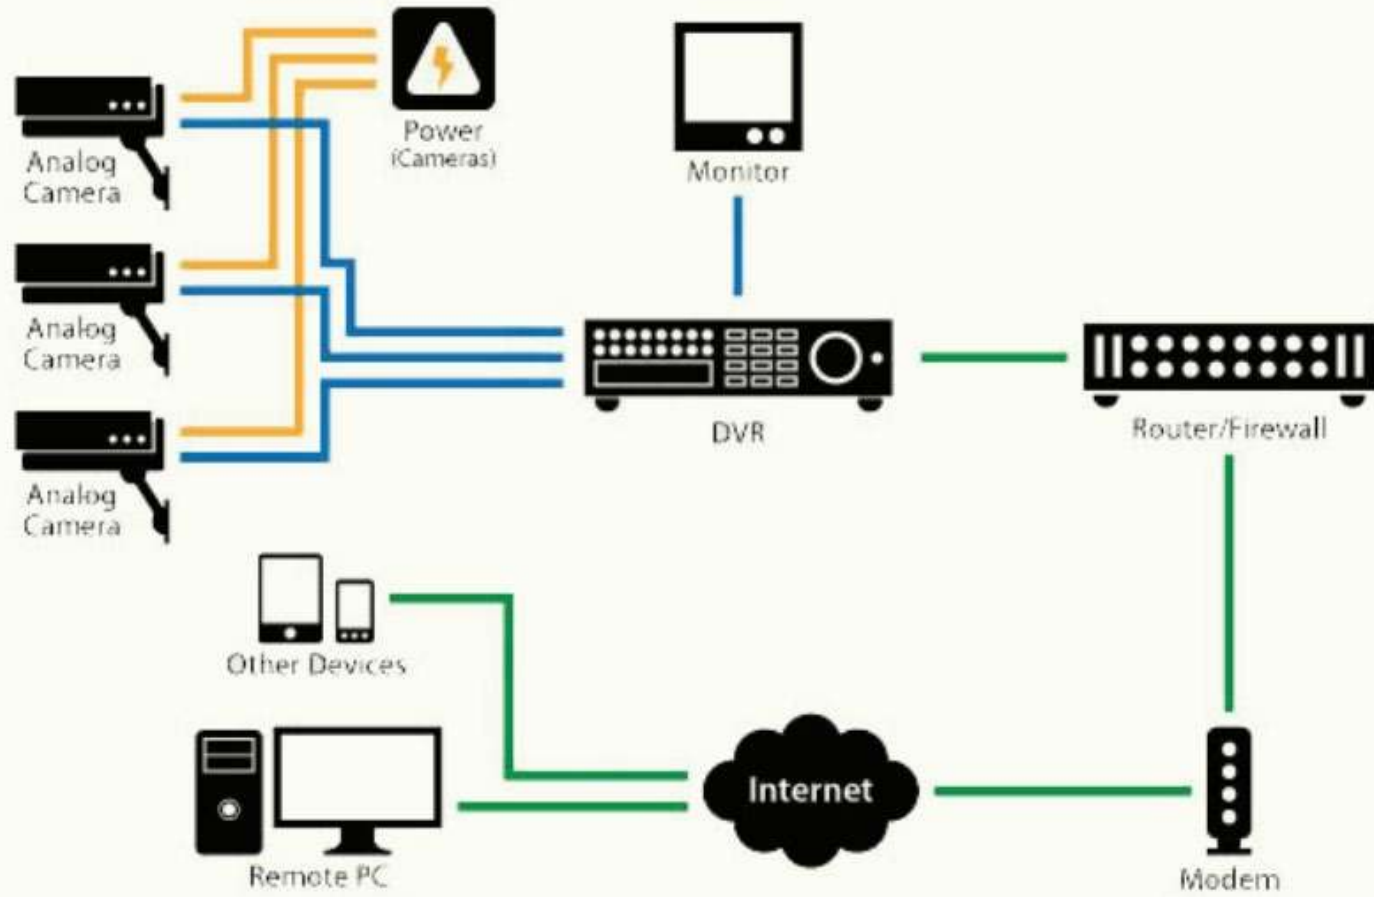 Power
(Cameras)
Analog
Camera
Monitor
Analog
Camera
DVR
Router/Firewall
Analog
Camera
Other Devices
Internet
Remote PC
Modem